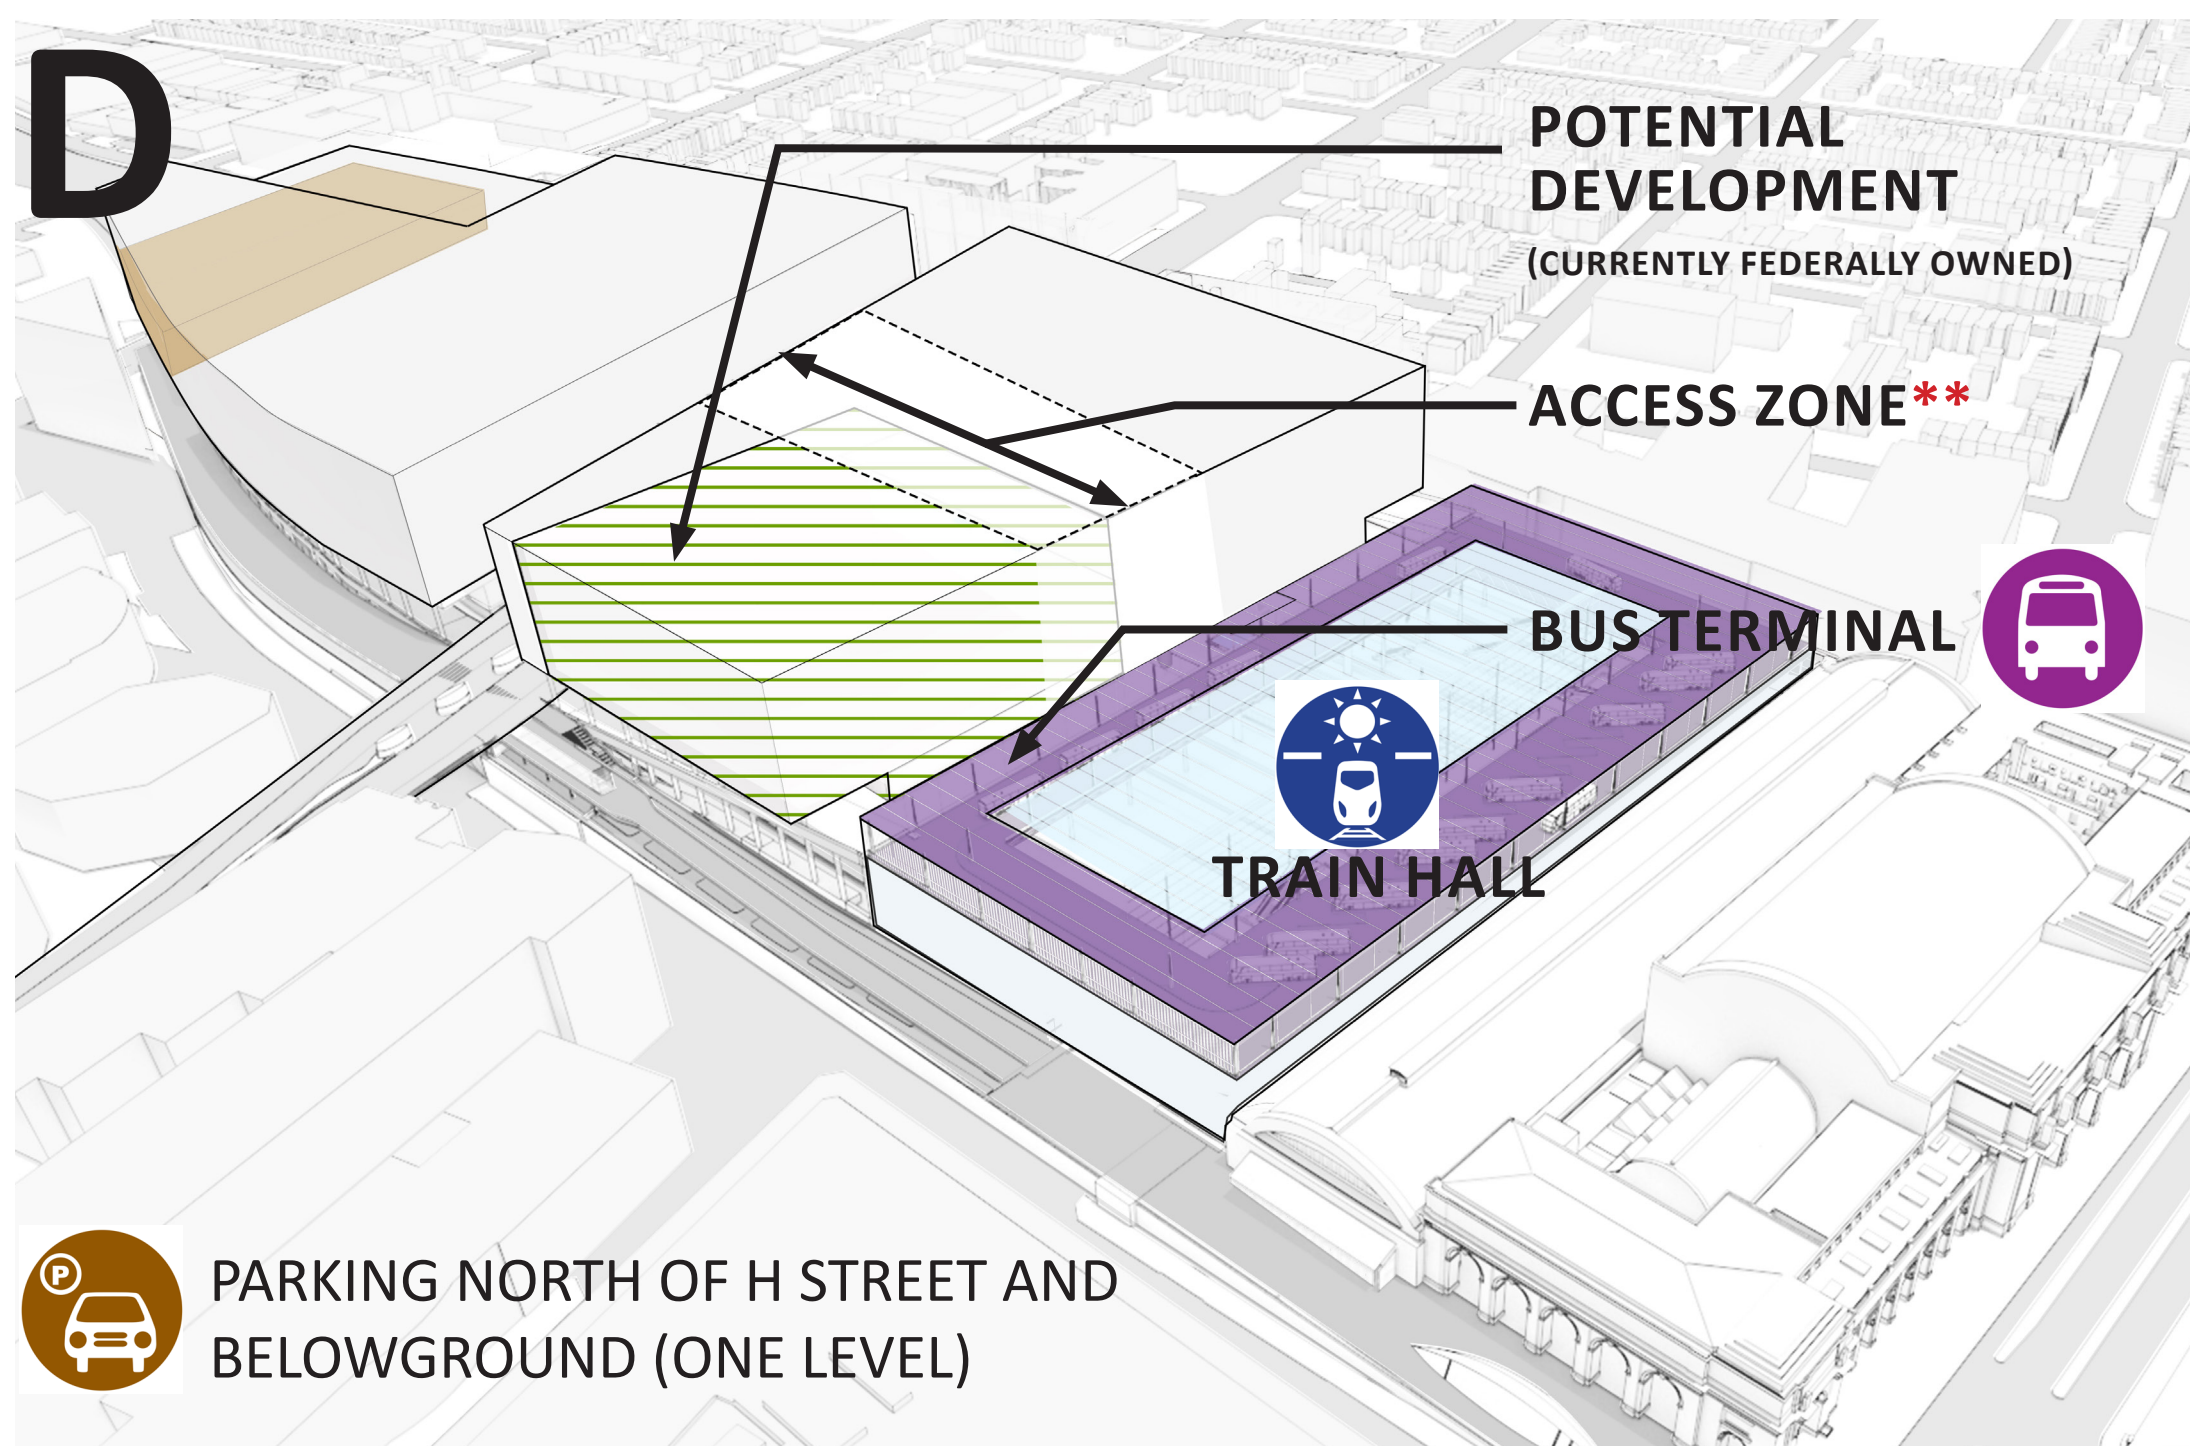 D
POTENTIAL
DEVELOPMENT
(CURRENTLY FEDERALLY OWNED)
ACCESS ZONE**
BUS TERMINAL
TRAIN HALL
P
PARKING NORTH OF H STREET AND
BELOWGROUND (ONE LEVEL)